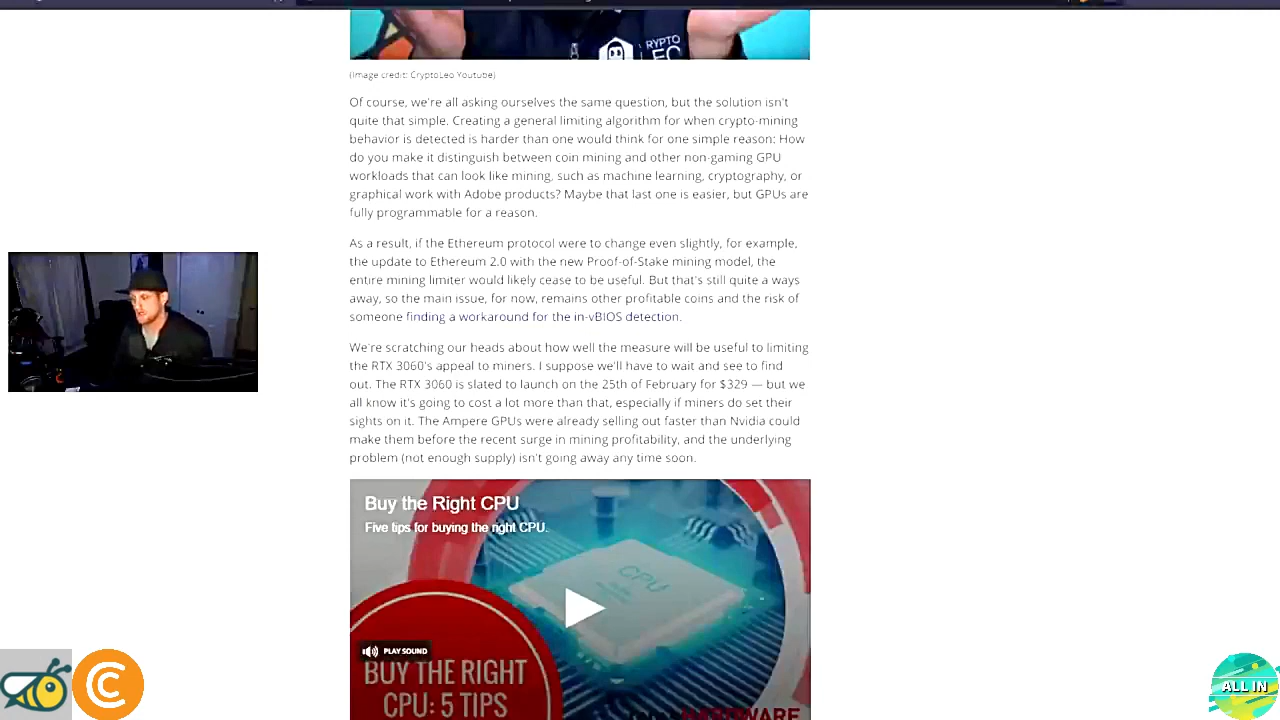 RYPTO
(Image credit: CryptoLeo Youtube)
Of course, we're all asking ourselves the same question, but the solution isn't
quite that simple. Creating a general limiting algorithm for when crypto-mining
behavior is detected is harder than one would think for one simple reason: How
do you make it distinguish between coin mining and other non-gaming GPU
workloads that can look like mining, such as machine learning, cryptography, or
graphical work with Adobe products? Maybe that last one is easier, but GPUs are
fully programmable for a reason.
As a result, if the Ethereum protocol were to change even slightly, for example,
the update to Ethereum 2.0 with the new Proof-of-Stake mining model, the
entire mining limiter would likely cease to be useful. But that's still quite a ways
away, so the main issue, for now, remains other profitable coins and the risk of
someone finding a workaround for the in-vBIOS detection.
We're scratching our heads about how well the measure will be useful to limiting
the RTX 3060's appeal to miners. I suppose we'll have to wait and see to find
out. The RTX 3060 is slated to launch on the 25th of February for $329 — but we
all know it's going to cost a lot more than that, especially if miners do set their
sights on it. The Ampere GPUs were already selling out faster than Nvidia could
make them before the recent surge in mining profitability, and the underlying
problem (not enough supply) isn't going away any time soon.
Buy the Right CPU
Five tips for buying the right CPU.
CPU
PLAY SOUND
BUY THE RIGHT
CPU: 5 TIPS
HARDWARE
ALL IN